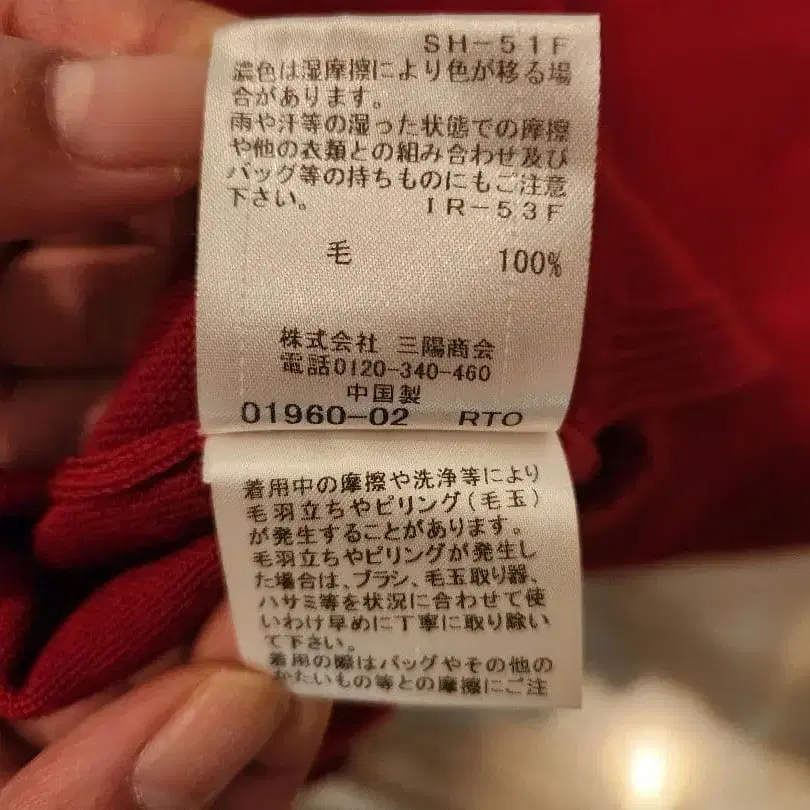 SH-51F
濃色は湿摩擦により色が移る場
合があります。
雨や汗等の湿った状態での摩擦
や他の衣類との組み合わせ及び
バッグ等の持ちものにもご注意
下さい。 IR-53F
毛 100%
株式会社 三陽商会
電話0120-340-460
中国製
01960-02 RTO
着用中の摩擦や洗浄等により
毛羽立ちやピリング(毛玉)
が発生することがあります。
毛羽立ちやピリングが発生し
た場合は、ブラシ、毛玉取り器、
ハサミ等を状況に合わせて使
いわけ早めに丁寧に取り除い
て下さい。
着用の際はバッグやその他の
かたいもの等との摩擦にご注